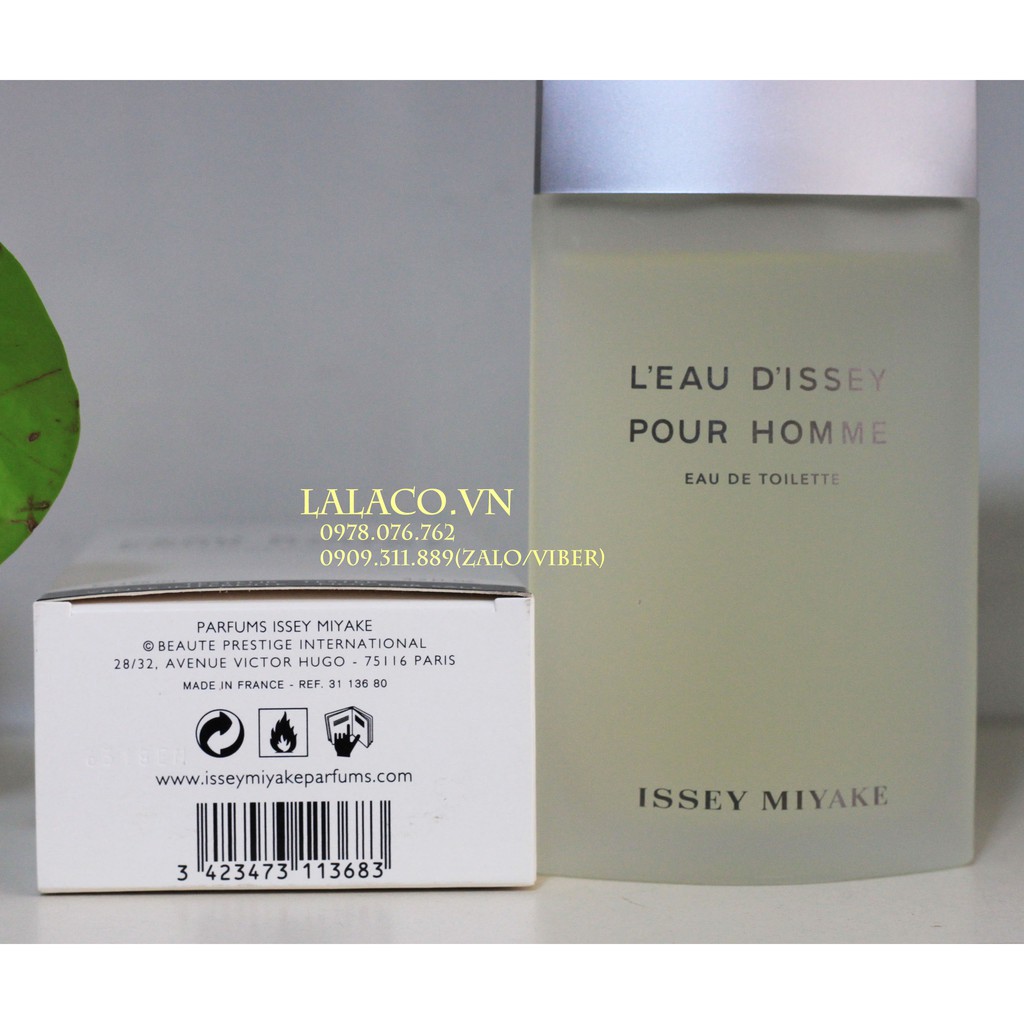 L'EAU D'ISSEY
POUR HOMME
EAU DE TOILETTE
ISSEY MIYAKE
LALACO.VN
0978.076.762
0909.311.889(ZALO/VIBER)
PARFUMS ISSEY MIYAKE
© BEAUTE PRESTIGE INTERNATIONAL
28/32, AVENUE VICTOR HUGO - 75116 PARIS
MADE IN FRANCE - REF. 31 136 80
www.isseymiyakeparfums.com
3 423473 113683